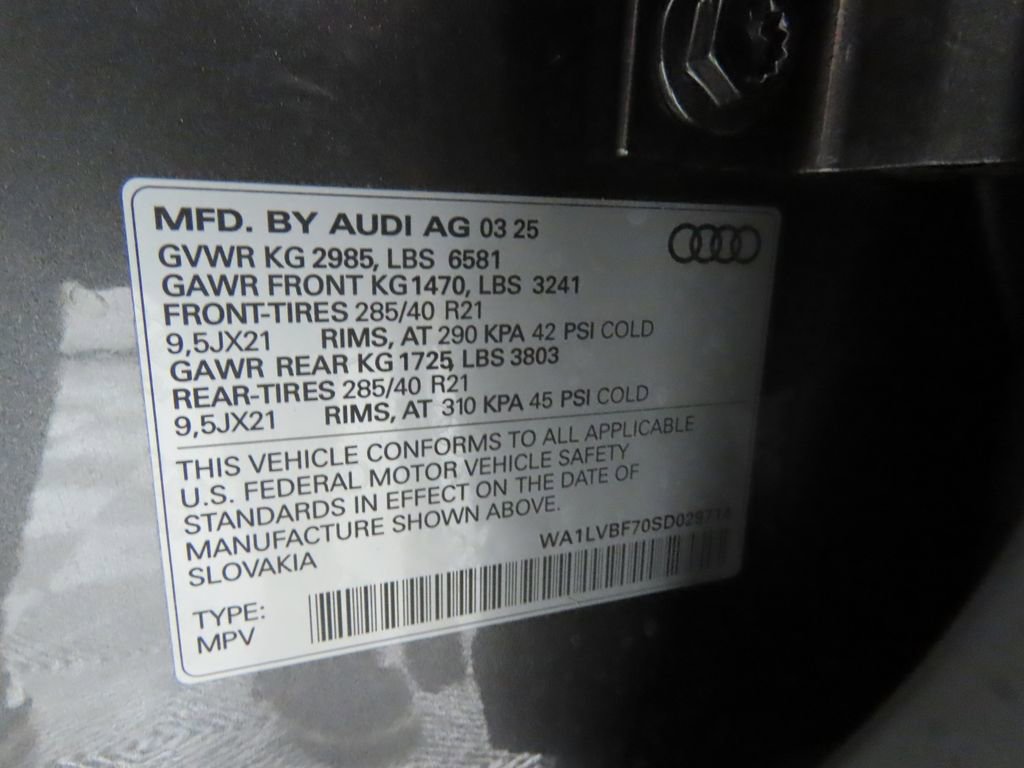 MFD. BY AUDI AG 03 25
GVWR KG 2985, LBS 6581
GAWR FRONT KG1470, LBS 3241
FRONT-TIRES 285/40 R21
9,5JX21 RIMS, AT 290 KPA 42 PSI COLD
GAWR REAR KG 1725, LBS 3803
REAR-TIRES 285/40 R21
9,5JX21 RIMS, AT 310 KPA 45 PSI COLD
THIS VEHICLE CONFORMS TO ALL APPLICABLE
U.S. FEDERAL MOTOR VEHICLE SAFETY
STANDARDS IN EFFECT ON THE DATE OF
MANUFACTURE SHOWN ABOVE.
SLOVAKIA
TYPE:
MPV